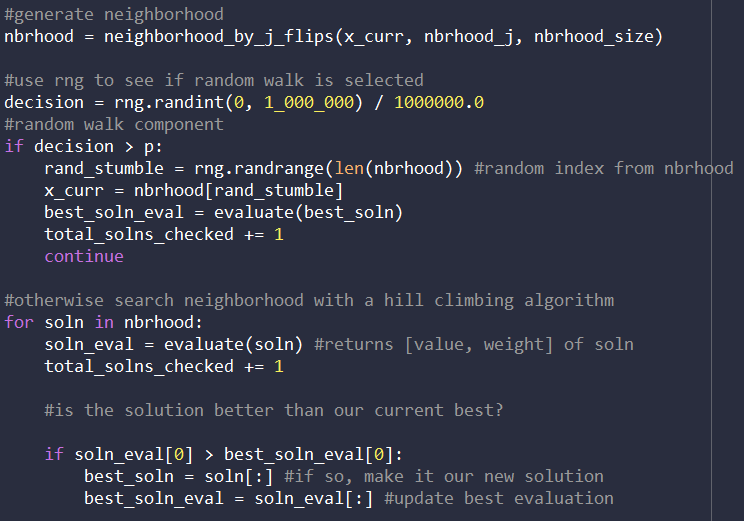 #generate neighborhood
nbrhood = neighborhood_by_j_flips(x_curr, nbrhood_j, nbrhood_size)

#use rng to see if random walk is selected
decision = rng.randint(0, 1_000_000) / 1000000.0
#random walk component
if decision > p:
    rand_stumble = rng.randrange(len(nbrhood)) #random index from nbrhood
    x_curr = nbrhood[rand_stumble]
    best_soln_eval = evaluate(best_soln)
    total_solns_checked += 1
    continue

#otherwise search neighborhood with a hill climbing algorithm
for soln in nbrhood:
    soln_eval = evaluate(soln) #returns [value, weight] of soln
    total_solns_checked += 1

    #is the solution better than our current best?

    if soln_eval[0] > best_soln_eval[0]:
        best_soln = soln[:] #if so, make it our new solution
        best_soln_eval = soln_eval[:] #update best evaluation